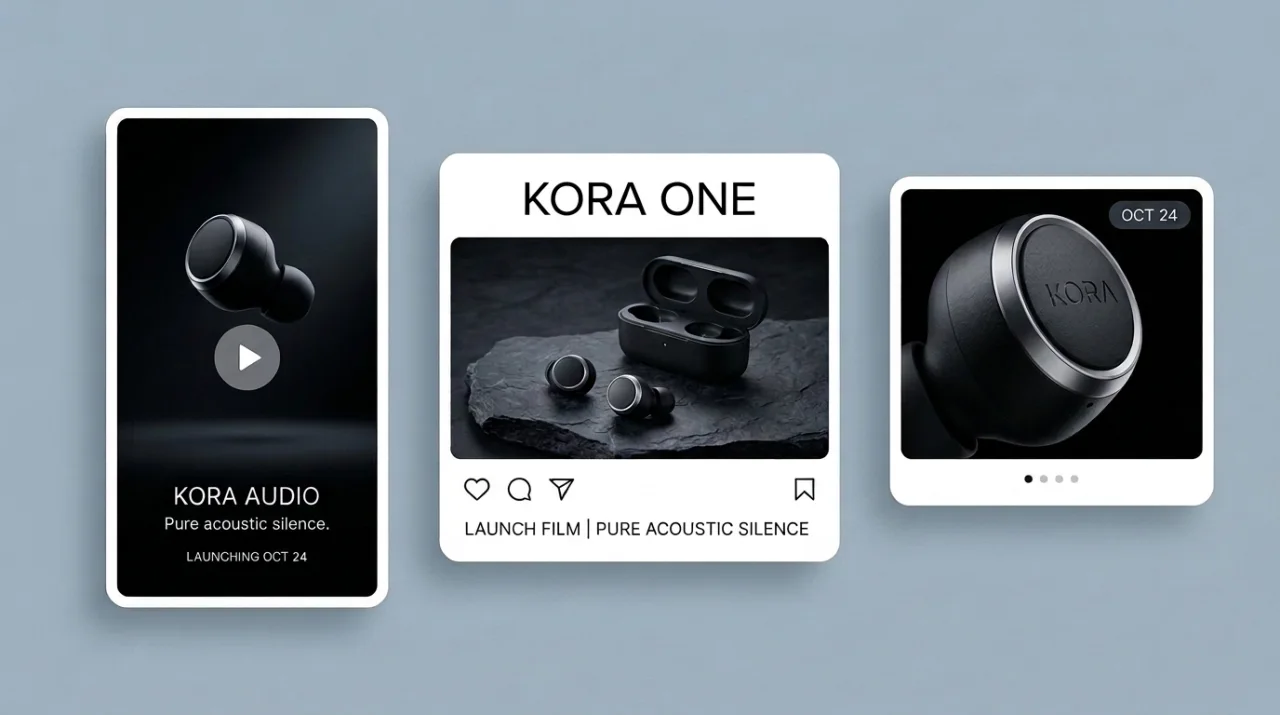 KORA AUDIO
Pure acoustic silence.
LAUNCHING OCT 24
KORA ONE
LAUNCH FILM | PURE ACOUSTIC SILENCE
OCT 24
KORA